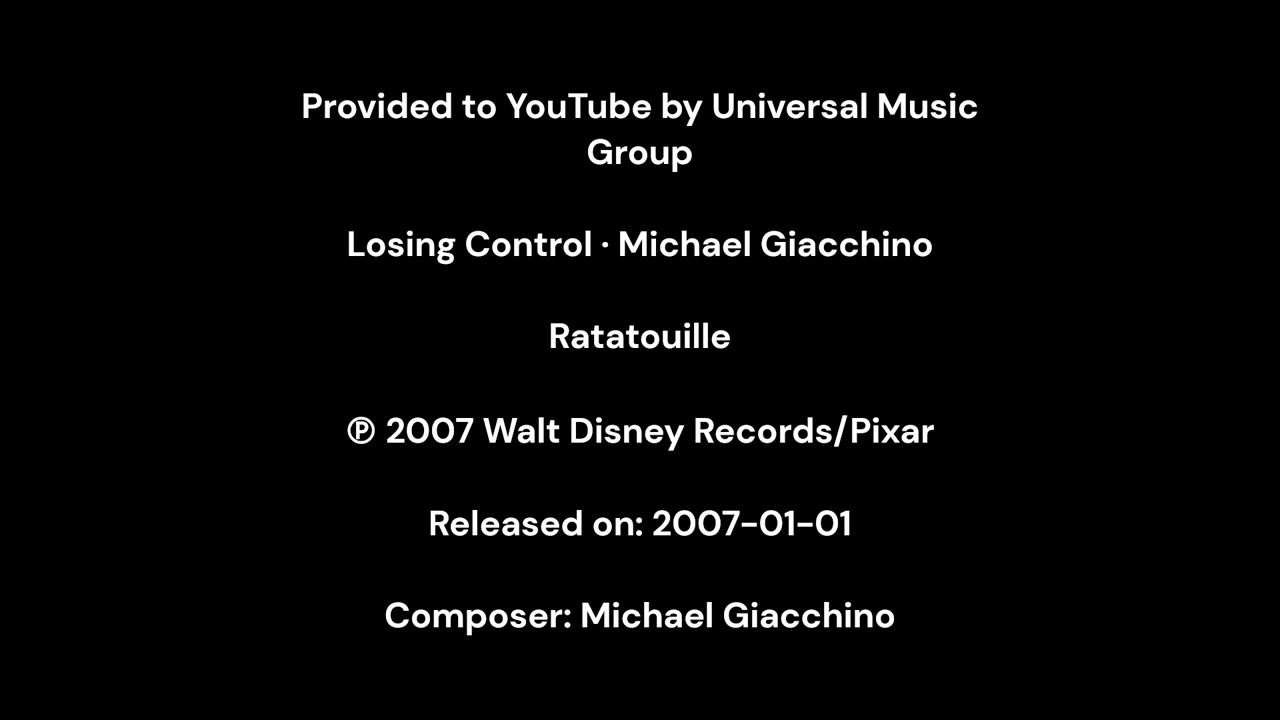 Provided to YouTube by Universal Music
Group
Losing Control · Michael Giacchino
Ratatouille
℗ 2007 Walt Disney Records/Pixar
Released on: 2007-01-01
Composer: Michael Giacchino